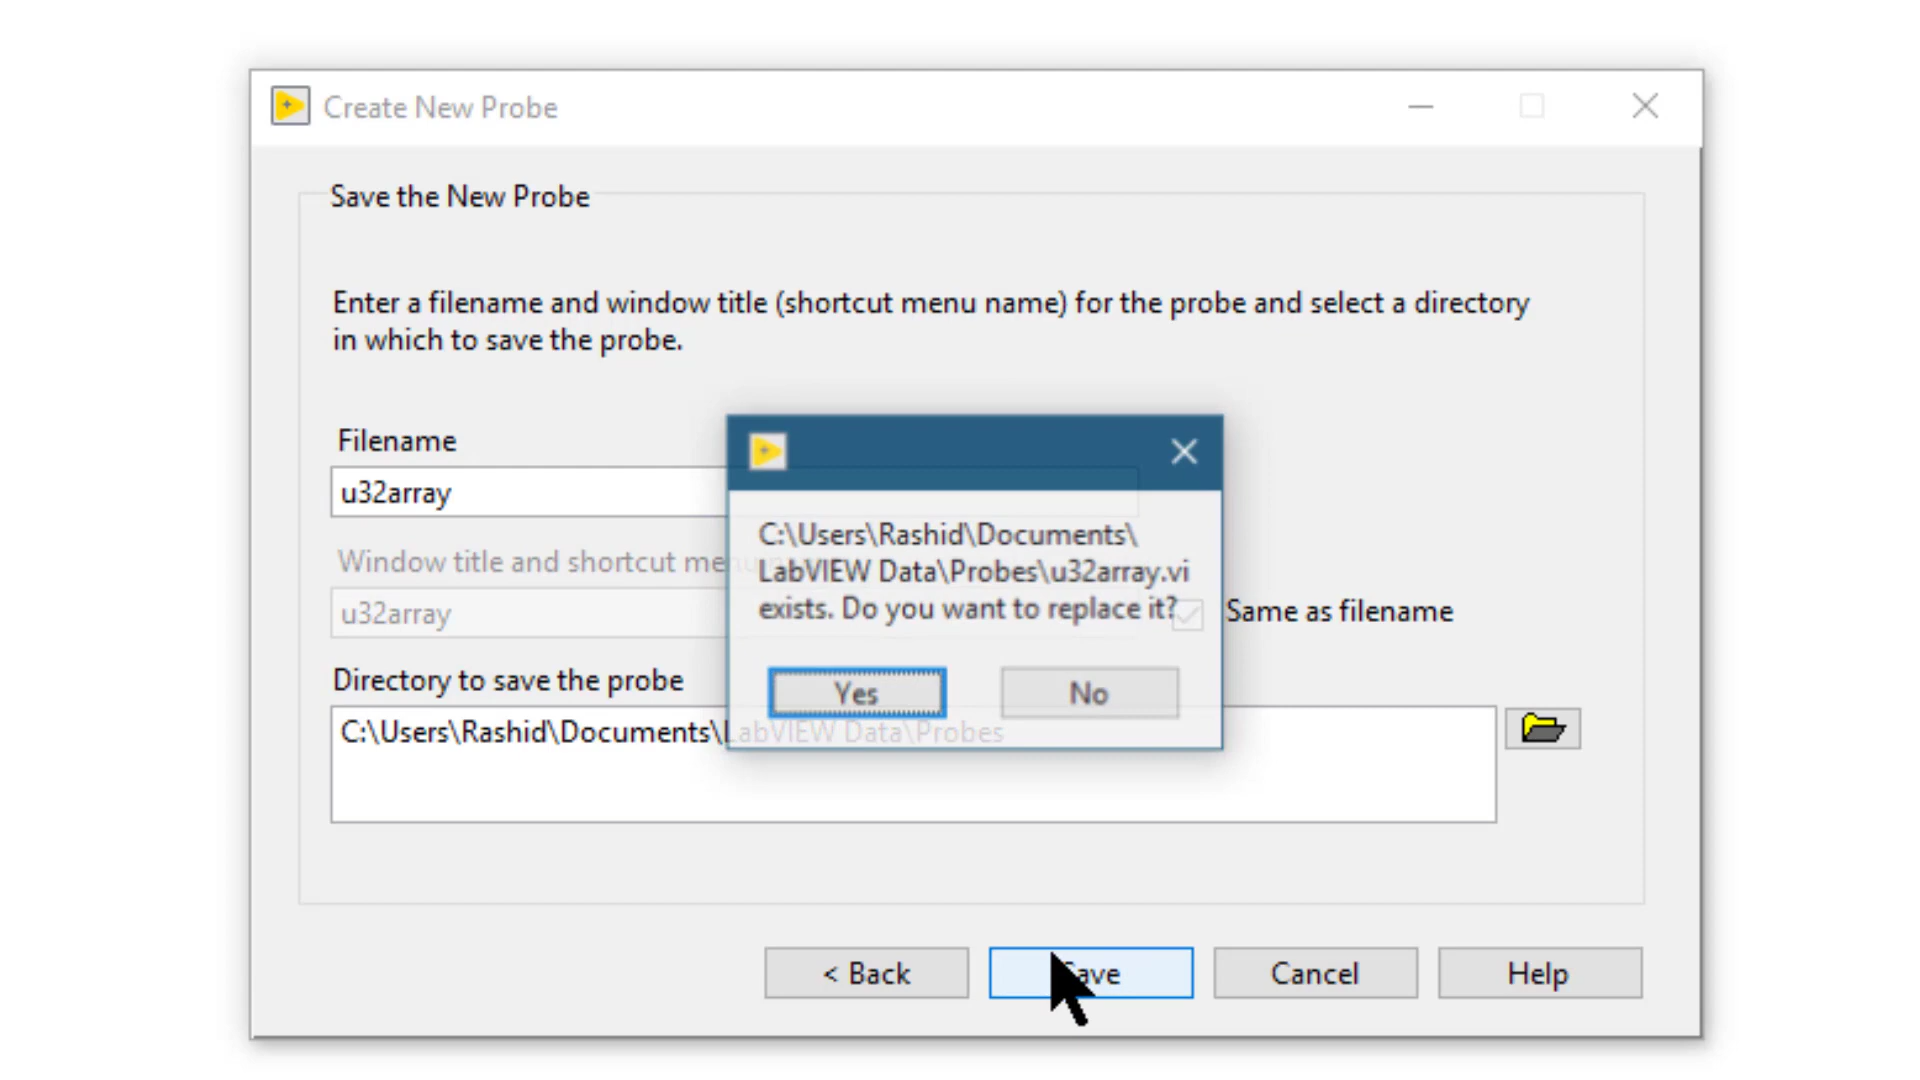 Create New Probe
Save the New Probe
Enter a filename and window title (shortcut menu name) for the probe and select a directory
in which to save the probe.
Filename
u32array
C:\Users\Rashid\Documents\
LabVIEW Data\Probes\u32array.vi
exists. Do you want to replace it?
Yes No
Window title and shortcut me
u32array
Same as filename
Directory to save the probe
C:\Users\Rashid\Documents\LabVIEW Data\Probes
< Back Save Cancel Help